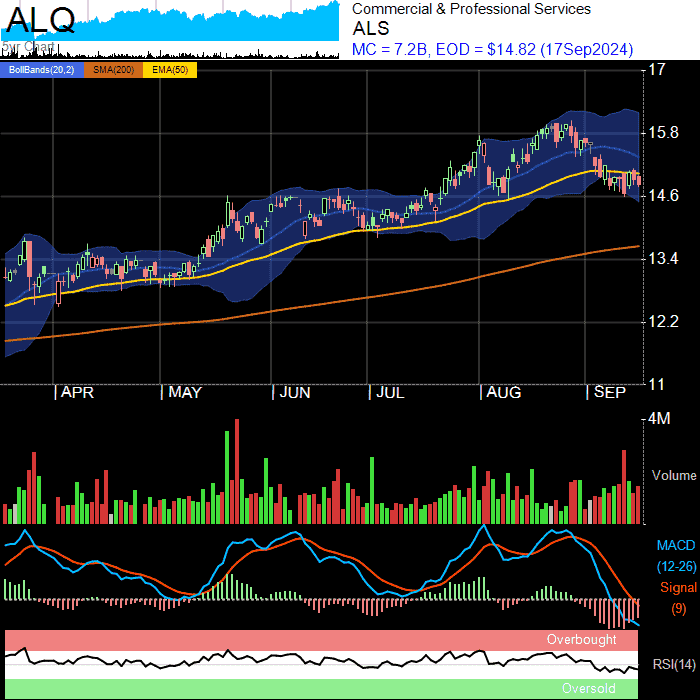 ALQ
5yr Chart
Commercial & Professional Services
ALS
MC = 7.2B, EOD = $14.82 (17Sep2024)
BollBands(20,2) SMA(200) EMA(50)
17
15.8
14.6
13.4
12.2
11
APR MAY JUN JUL AUG SEP
4M
Volume
MACD
(12-26)
Signal
(9)
Overbought
RSI(14)
Oversold